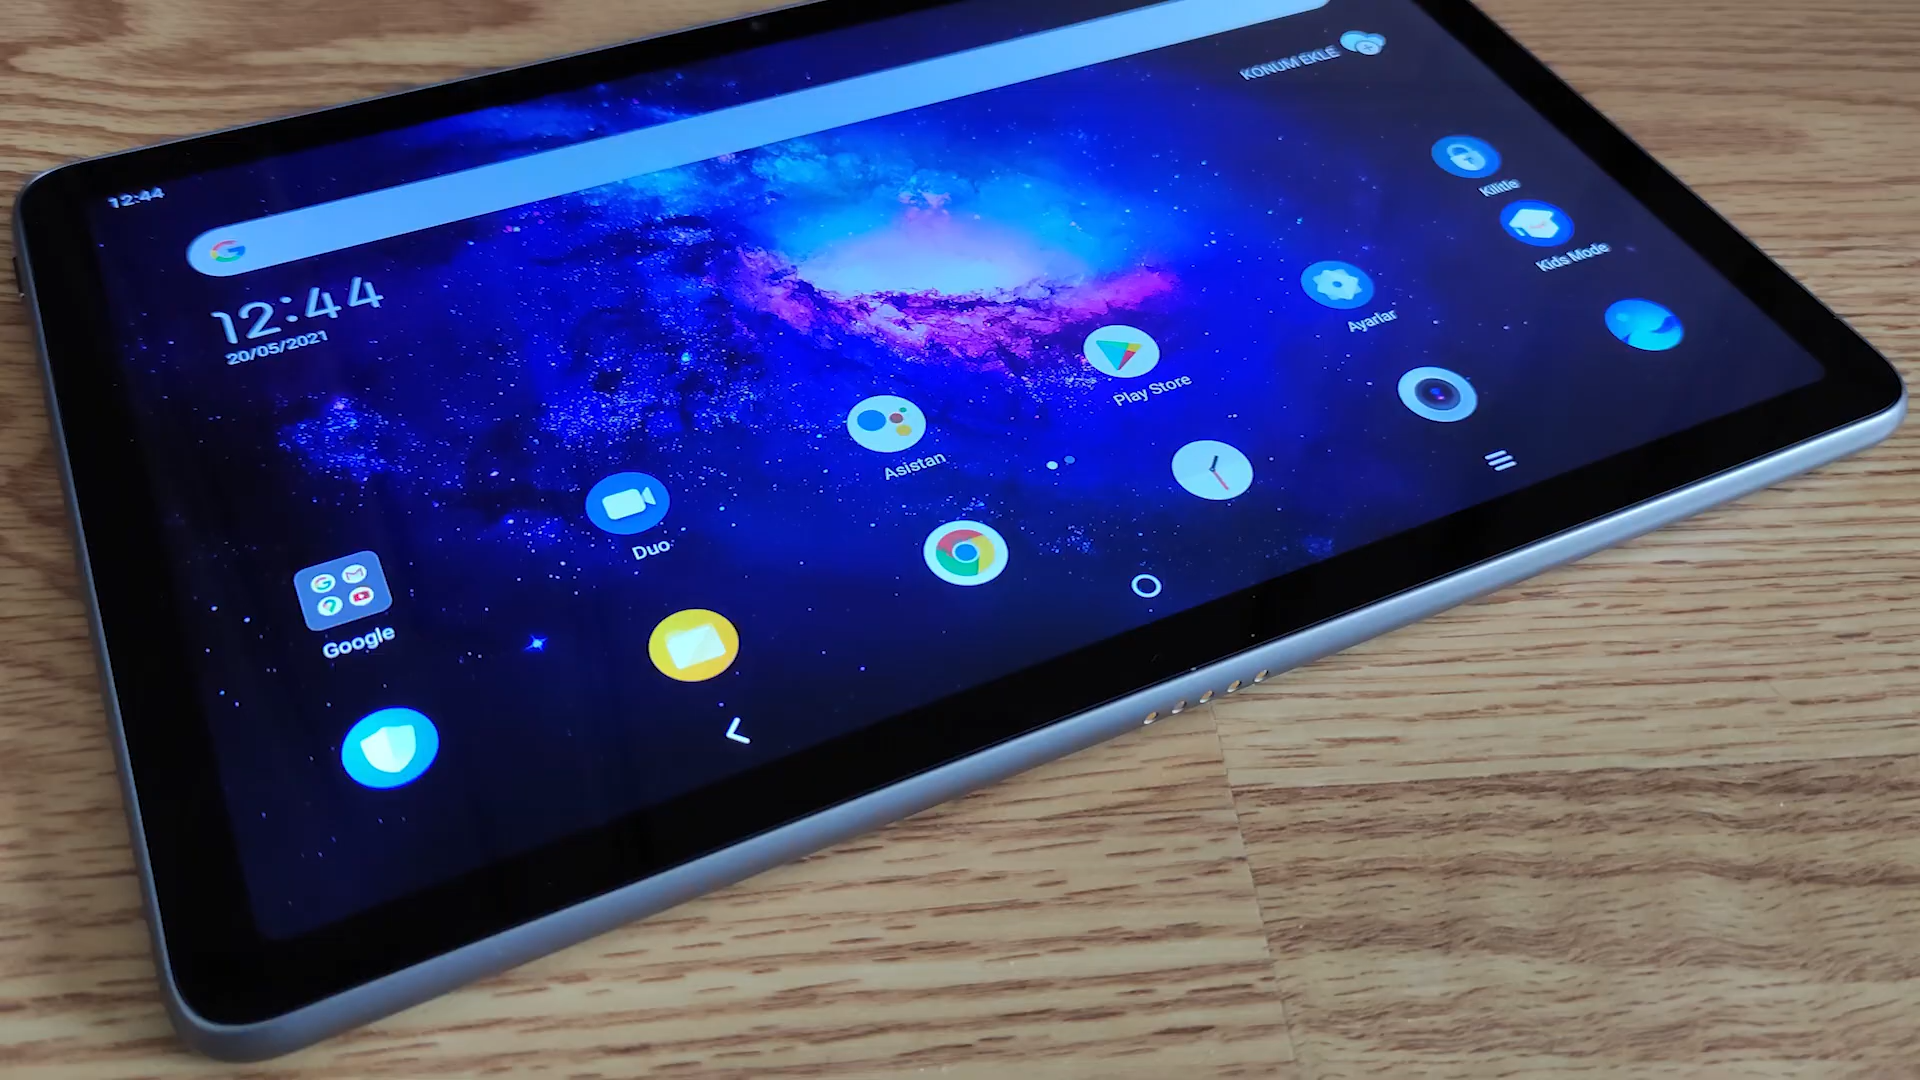 12:44
KONUM EKLE
12:44
20/05/2021
Kilitle
Kids Mode
Ayarlar
Play Store
Asistan
Duo
Google